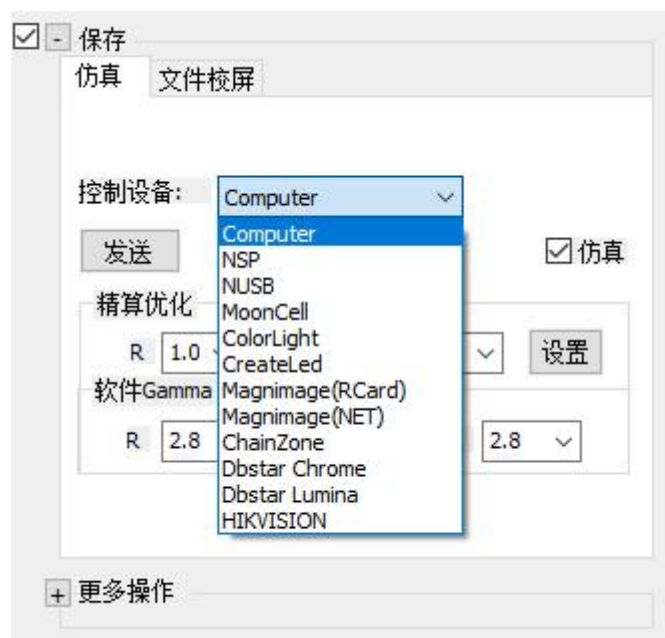 - 保存
仿真 文件校屏
控制设备: Computer
Computer
发送 仿真
NSP
NUSB
精算优化
MoonCell
ColorLight
R 1.0 设置
CreateLed
软件Gamma
Magnimage(RCard)
Magnimage(NET)
R 2.8 2.8
ChainZone
Dbstar Chrome
Dbstar Lumina
HIKVISION
+ 更多操作